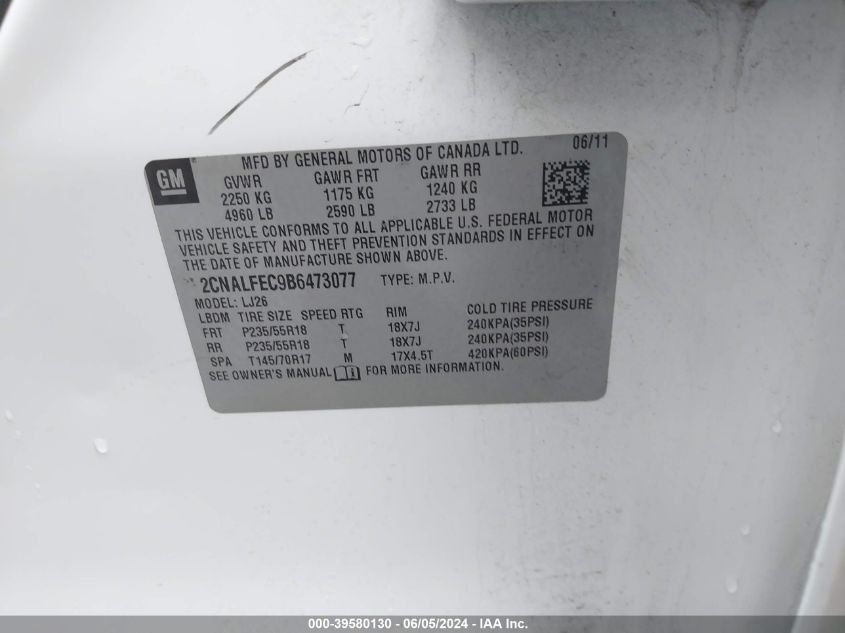 GM
MFD BY GENERAL MOTORS OF CANADA LTD. 06/11
GVWR GAWR FRT GAWR RR
2250 KG 1175 KG 1240 KG
4960 LB 2590 LB 2733 LB
THIS VEHICLE CONFORMS TO ALL APPLICABLE U.S. FEDERAL MOTOR
VEHICLE SAFETY AND THEFT PREVENTION STANDARDS IN EFFECT ON
THE DATE OF MANUFACTURE SHOWN ABOVE.
2CNALFEC9B6473077 TYPE: M.P.V.
MODEL: LJ26
LBDM TIRE SIZE SPEED RTG RIM COLD TIRE PRESSURE
FRT P235/55R18 T 18X7J 240KPA(35PSI)
RR P235/55R18 T 18X7J 240KPA(35PSI)
SPA T145/70R17 M 17X4.5T 420KPA(60PSI)
SEE OWNER'S MANUAL FOR MORE INFORMATION.
000-39580130 - 06/05/2024 - IAA Inc.